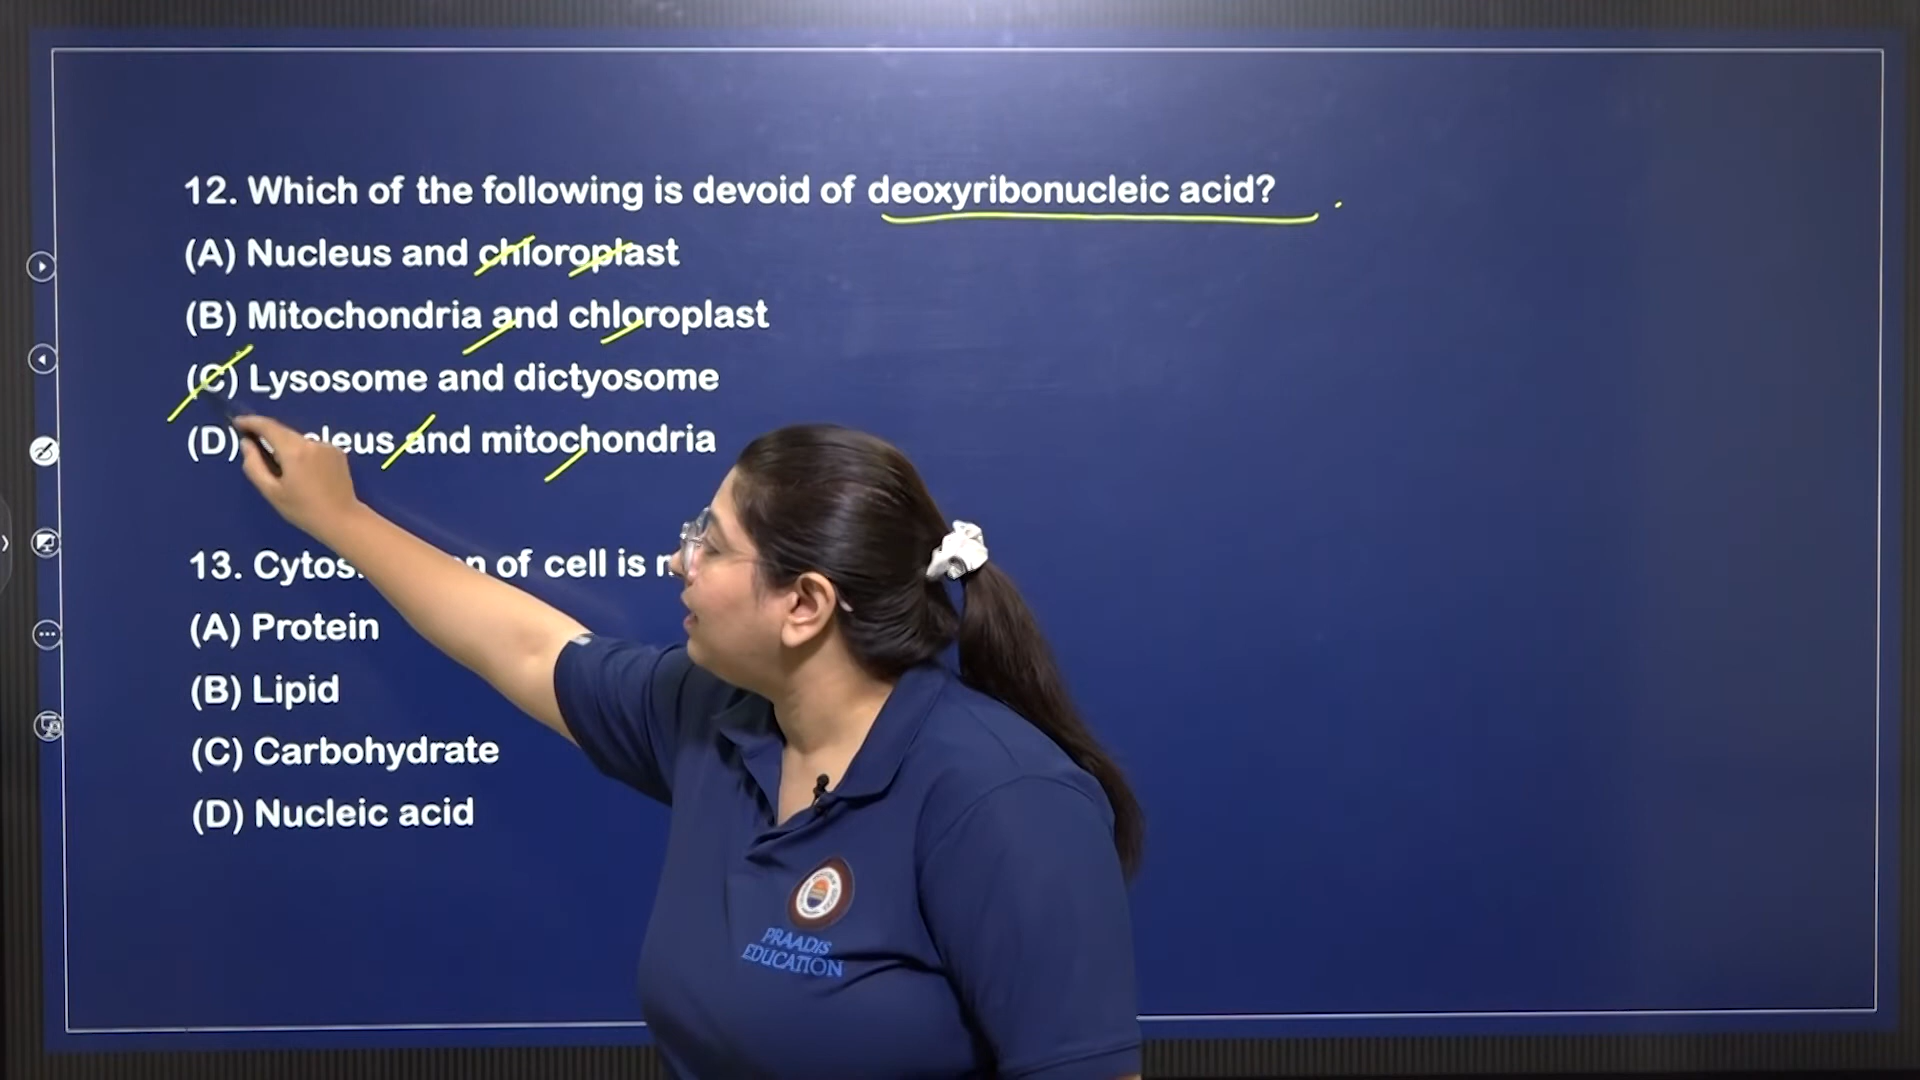 12. Which of the following is devoid of deoxyribonucleic acid?
(A) Nucleus and chloroplast
(B) Mitochondria and chloroplast
(C) Lysosome and dictyosome
(D) and mitochondria
13. of cell is
(A) Protein
(B) Lipid
(C) Carbohydrate
(D) Nucleic acid
PRAADIS
EDUCATION